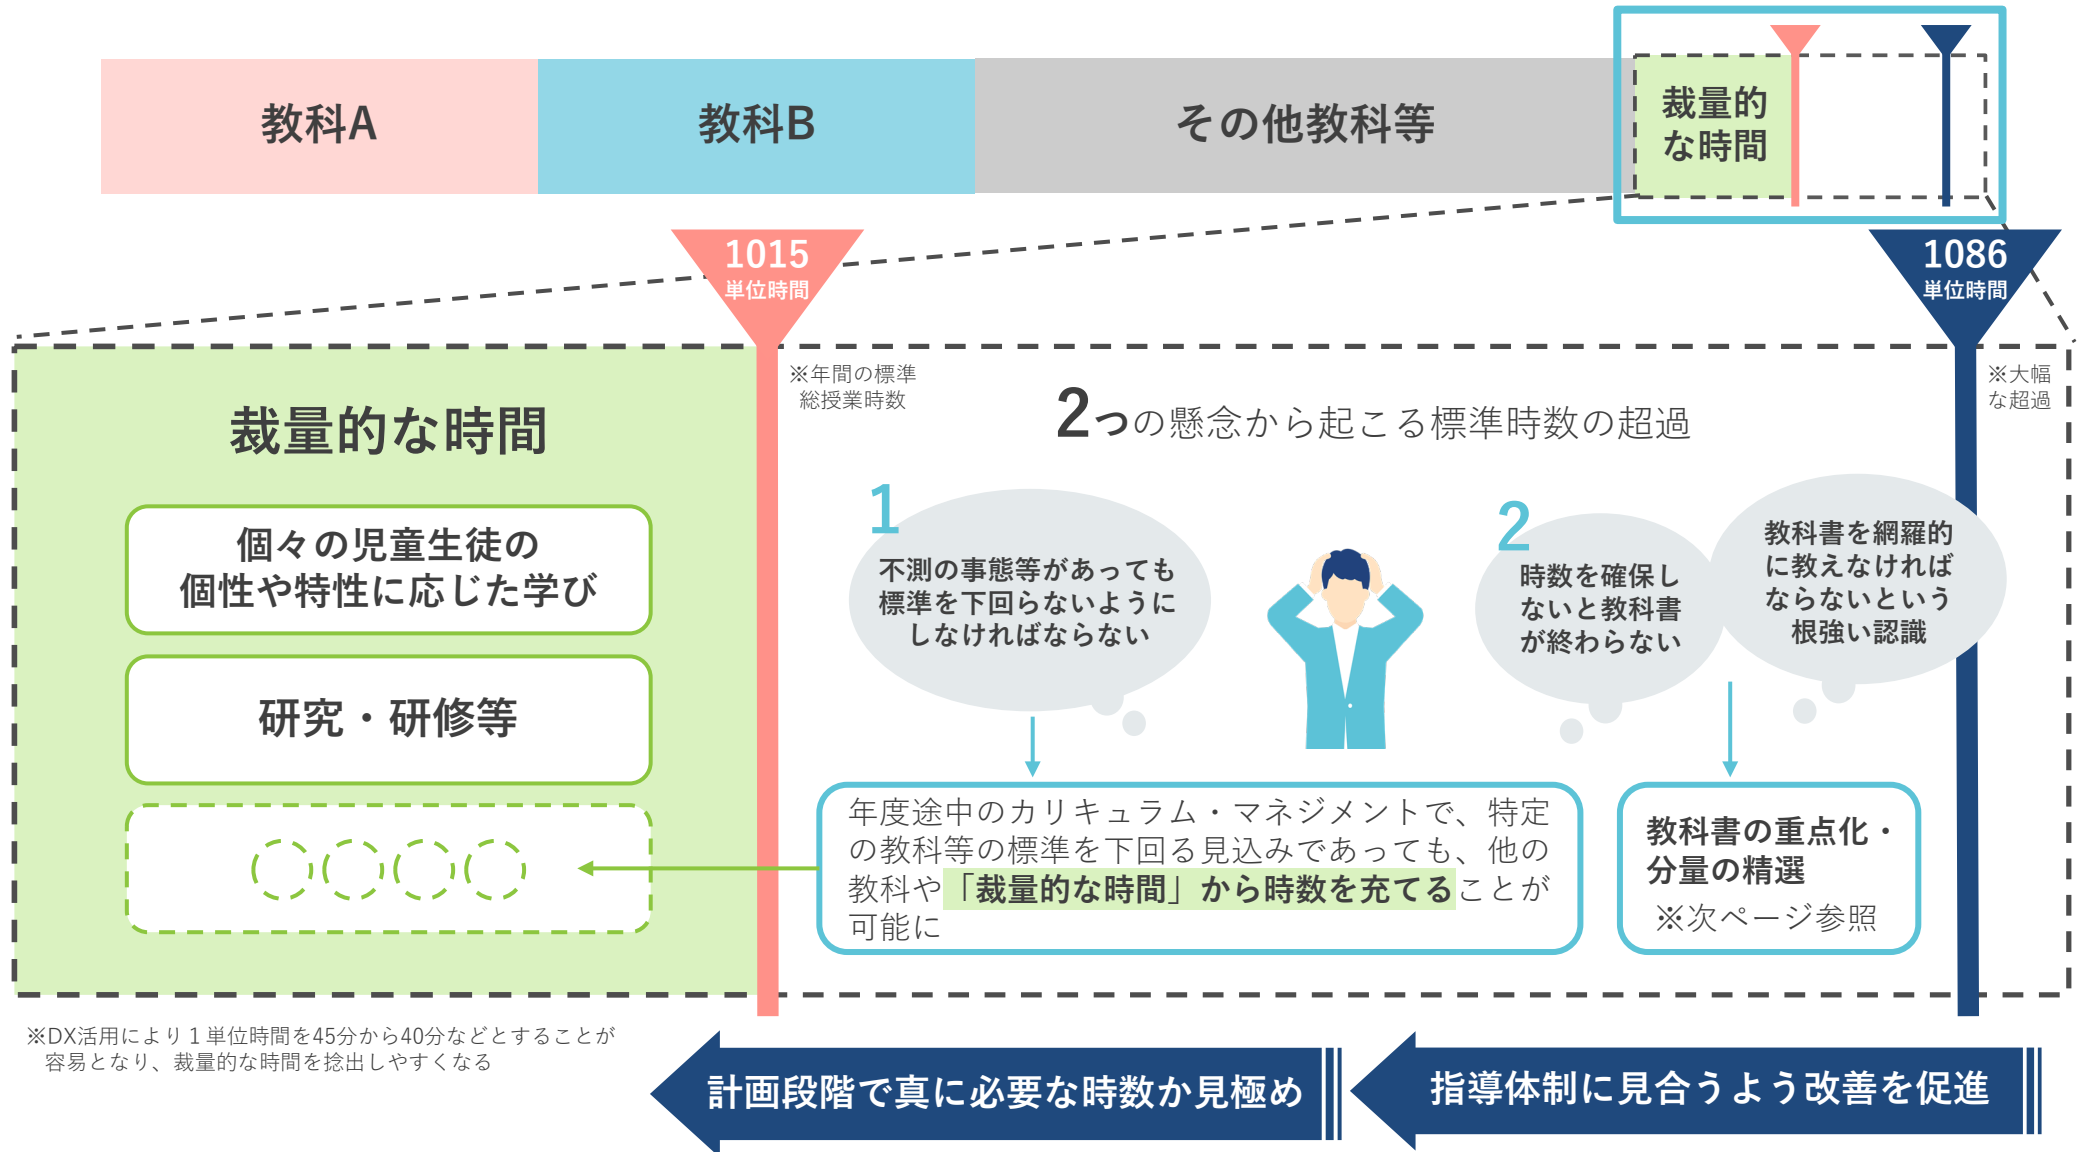 教科A
教科B
その他教科等
裁量的
な時間
1015
単位時間
1086
単位時間
※年間の標準
総授業時数
※大幅
な超過
裁量的な時間
個々の児童生徒の
個性や特性に応じた学び
研究・研修等
2つの懸念から起こる標準時数の超過
1
不測の事態等があっても
標準を下回らないように
しなければならない
2
時数を確保し
ないと教科書
が終わらない
教科書を網羅的
に教えなければ
ならないという
根強い認識
年度途中のカリキュラム・マネジメントで、特定
の教科等の標準を下回る見込みであっても、他の
教科や「裁量的な時間」から時数を充てることが
可能に
教科書の重点化・
分量の精選
※次ページ参照
※DX活用により１単位時間を45分から40分などとすることが
容易となり、裁量的な時間を捻出しやすくなる
計画段階で真に必要な時数か見極め
指導体制に見合うよう改善を促進